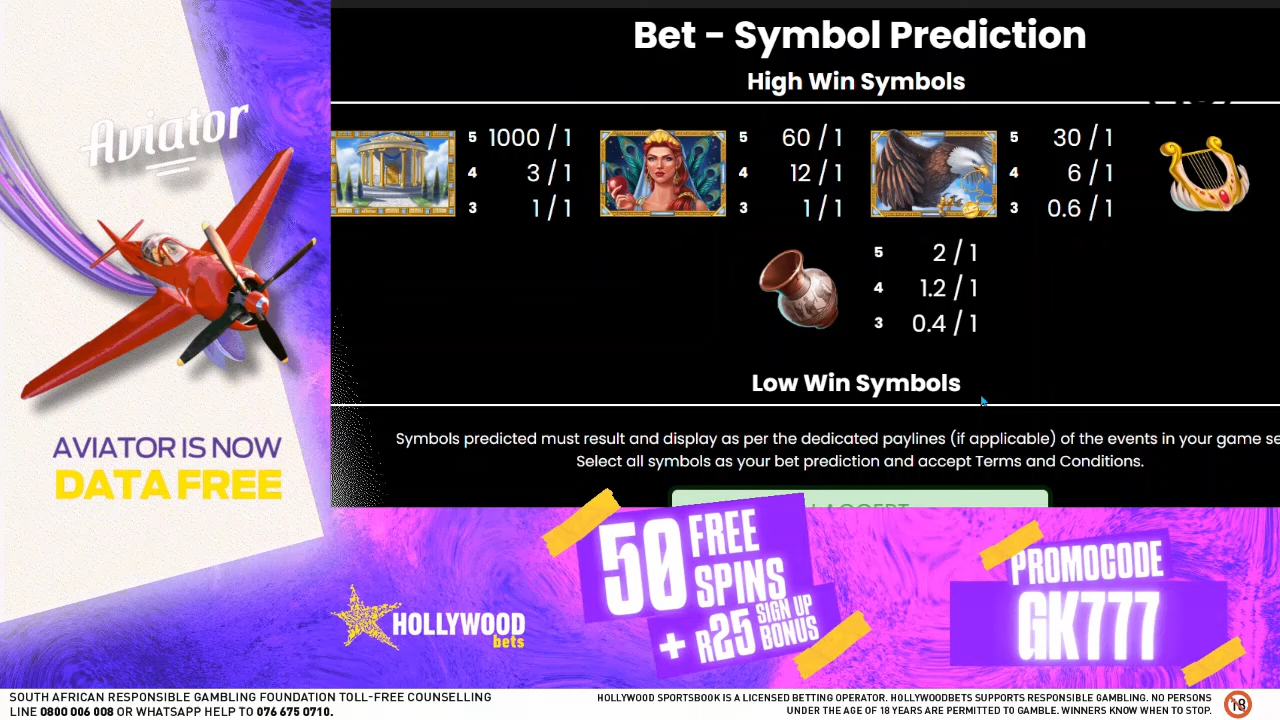 Bet - Symbol Prediction
High Win Symbols
5 1000 / 1
4 3 / 1
3 1 / 1
5 60 / 1
4 12 / 1
3 1 / 1
5 30 / 1
4 6 / 1
3 0.6 / 1
5 2 / 1
4 1.2 / 1
3 0.4 / 1
Low Win Symbols
Symbols predicted must result and display as per the dedicated paylines (if applicable) of the events in your game se
Select all symbols as your bet prediction and accept Terms and Conditions.
I ACCEPT
Aviator
AVIATOR IS NOW
DATA FREE
HOLLYWOOD
bets
50 FREE
SPINS
+ R25 SIGN UP
BONUS
PROMOCODE
GK777
SOUTH AFRICAN RESPONSIBLE GAMBLING FOUNDATION TOLL-FREE COUNSELLING
LINE 0800 006 008 OR WHATSAPP HELP TO 076 675 0710.
HOLLYWOOD SPORTSBOOK IS A LICENSED BETTING OPERATOR. HOLLYWOODBETS SUPPORTS RESPONSIBLE GAMBLING. NO PERSONS
UNDER THE AGE OF 18 YEARS ARE PERMITTED TO GAMBLE. WINNERS KNOW WHEN TO STOP.
18